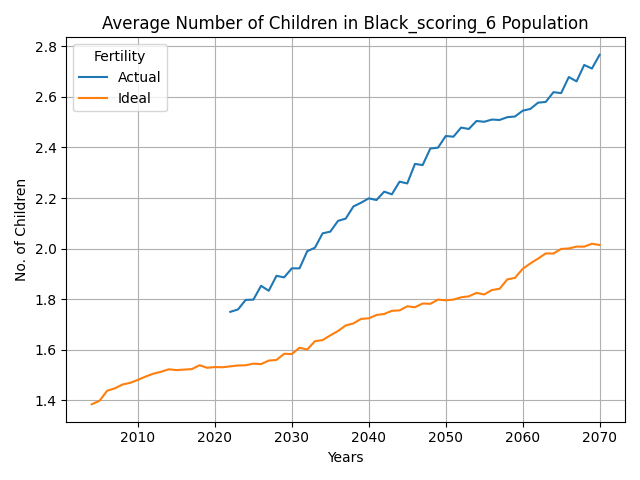 Average Number of Children in Black_scoring_6 Population
Fertility
Actual
Ideal
No. of Children
2.8
2.6
2.4
2.2
2.0
1.8
1.6
1.4
2010 2020 2030 2040 2050 2060 2070
Years